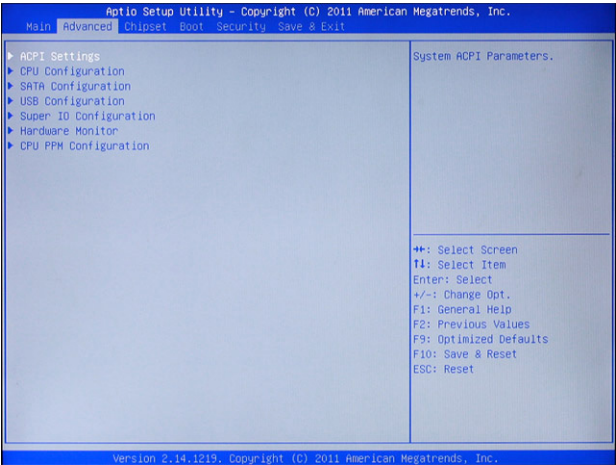 Aptio Setup Utility – Copyright (C) 2011 American Megatrends, Inc.
Main Advanced Chipset Boot Security Save & Exit
▶ ACPI Settings
▶ CPU Configuration
▶ SATA Configuration
▶ USB Configuration
▶ Super IO Configuration
▶ Hardware Monitor
▶ CPU PPM Configuration
System ACPI Parameters.
→←: Select Screen
↑↓: Select Item
Enter: Select
+/-: Change Opt.
F1: General Help
F2: Previous Values
F9: Optimized Defaults
F10: Save & Reset
ESC: Reset
Version 2.14.1219. Copyright (C) 2011 American Megatrends, Inc.